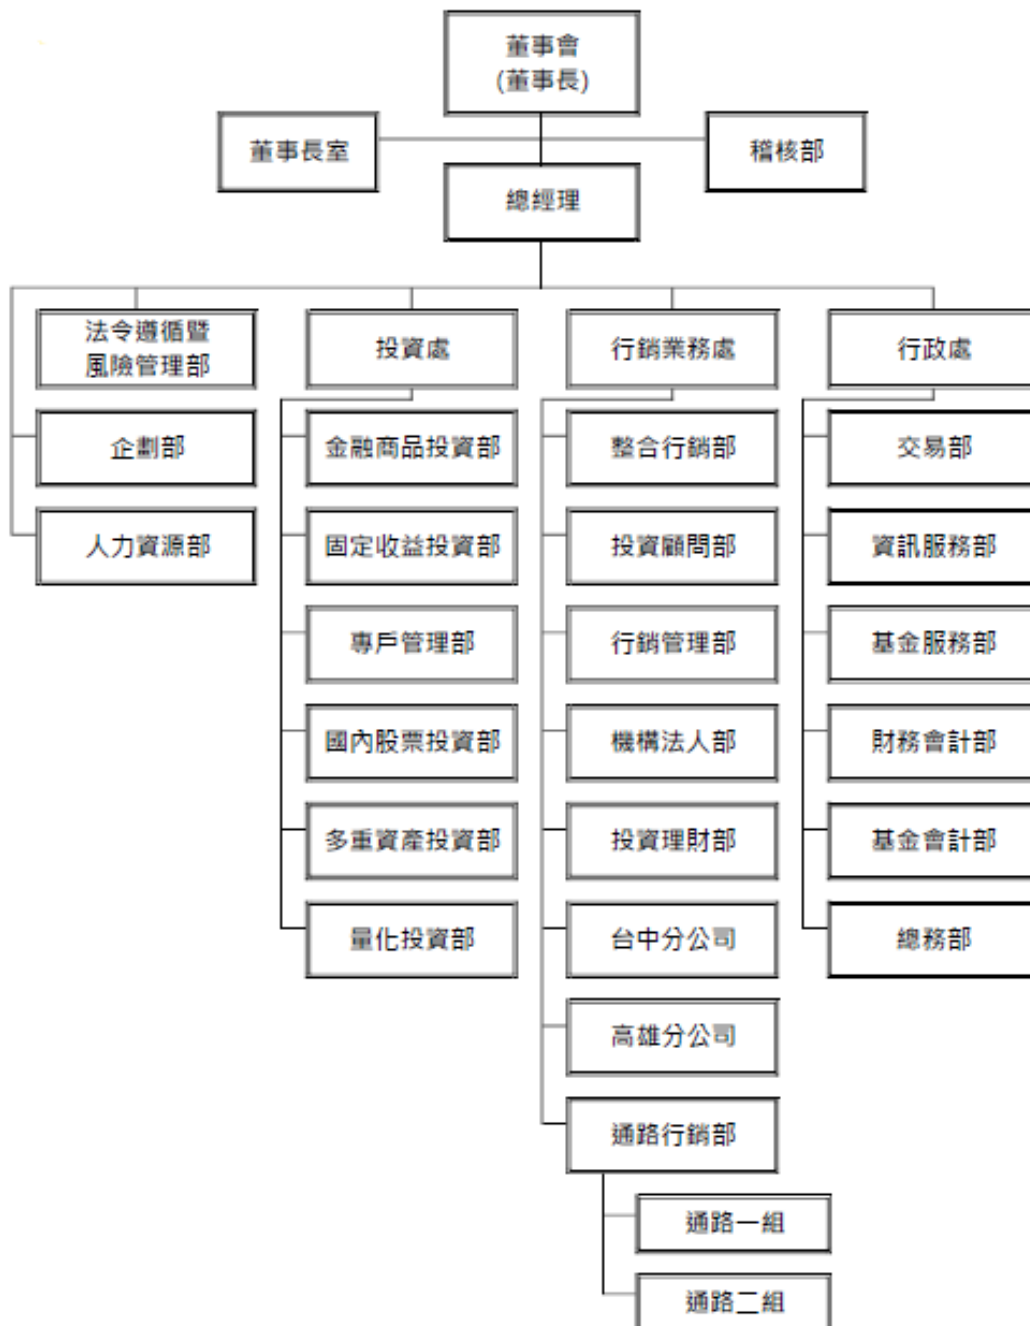 董事會
(董事長)
董事長室
稽核部
總經理
法令遵循暨
風險管理部
投資處
行銷業務處
行政處
企劃部
金融商品投資部
整合行銷部
交易部
人力資源部
固定收益投資部
投資顧問部
資訊服務部
專戶管理部
行銷管理部
基金服務部
國內股票投資部
機構法人部
財務會計部
多重資產投資部
投資理財部
基金會計部
量化投資部
台中分公司
總務部
高雄分公司
通路行銷部
通路一組
通路二組